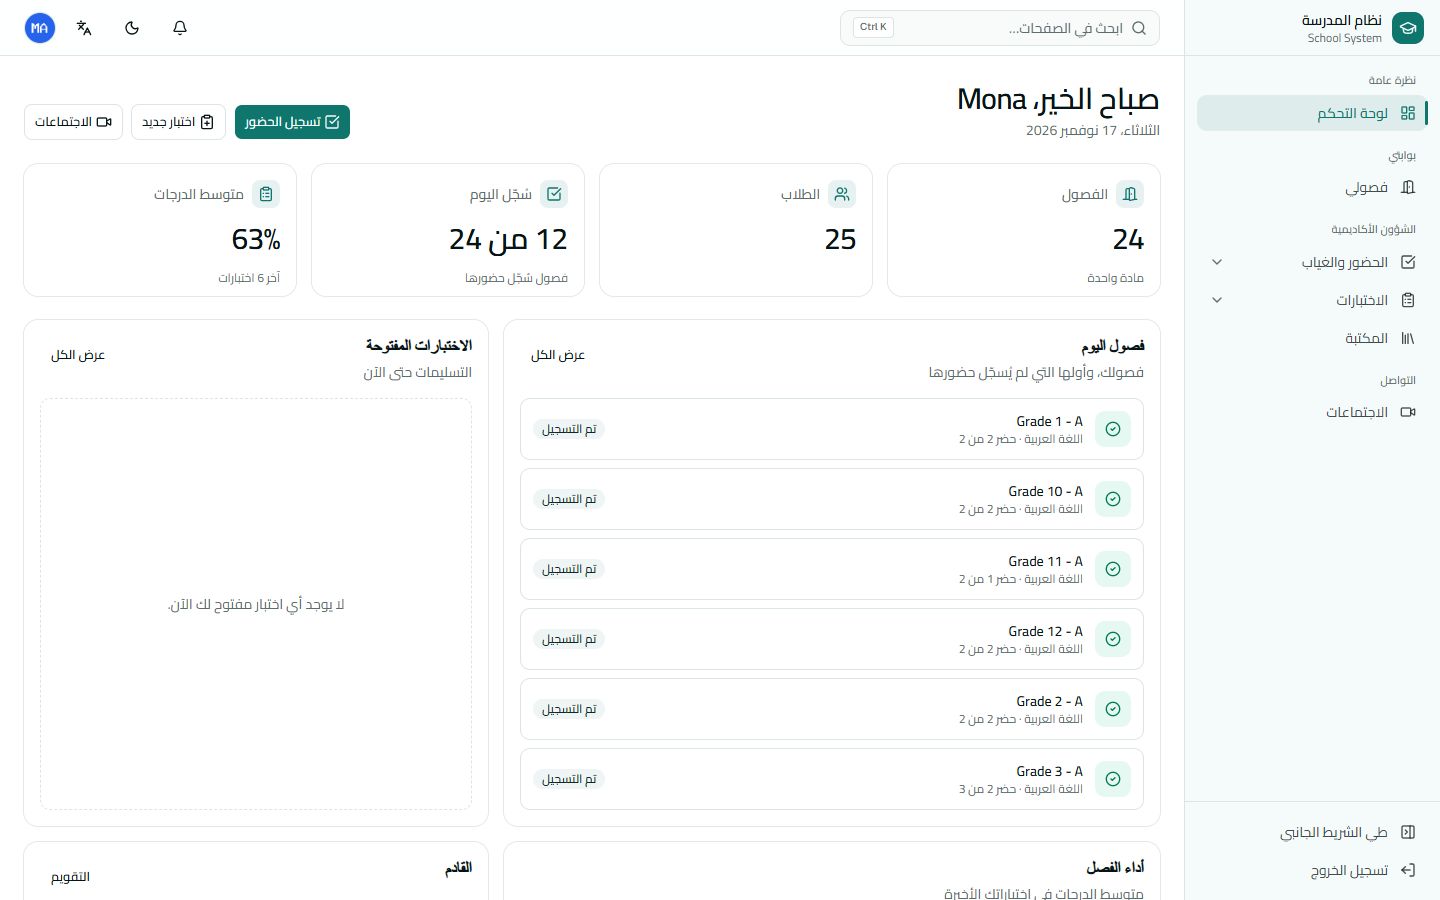 نظام المدرسة
School System
ابحث في الصفحات...
Ctrl K
MA
نظرة عامة
لوحة التحكم
بوابتي
فصولي
الشؤون الأكاديمية
الحضور والغياب
الاختبارات
المكتبة
التواصل
الاجتماعات
طي الشريط الجانبي
تسجيل الخروج
صباح الخير، Mona
الثلاثاء، 17 نوفمبر 2026
تسجيل الحضور
اختبار جديد
الاجتماعات
الفصول
24
مادة واحدة
الطلاب
25
سُجّل اليوم
12 من 24
فصول سُجّل حضورها
متوسط الدرجات
63%
آخر 6 اختبارات
فصول اليوم
عرض الكل
فصولك، وأولها التي لم يُسجّل حضورها
Grade 1 - A
اللغة العربية · حضر 2 من 2
تم التسجيل
Grade 10 - A
اللغة العربية · حضر 2 من 2
تم التسجيل
Grade 11 - A
اللغة العربية · حضر 1 من 2
تم التسجيل
Grade 12 - A
اللغة العربية · حضر 2 من 2
تم التسجيل
Grade 2 - A
اللغة العربية · حضر 2 من 2
تم التسجيل
Grade 3 - A
اللغة العربية · حضر 2 من 3
تم التسجيل
الاختبارات المفتوحة
عرض الكل
التسليمات حتى الآن
لا يوجد أي اختبار مفتوح لك الآن.
أداء الفصل
متوسط الدرجات في اختباراتك الأخيرة
القادم
التقويم